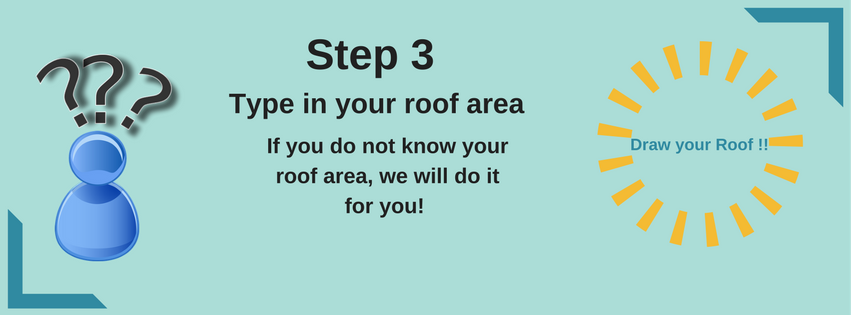 ???
Step 3
Type in your roof area
If you do not know your
roof area, we will do it
for you!
Draw your Roof !!